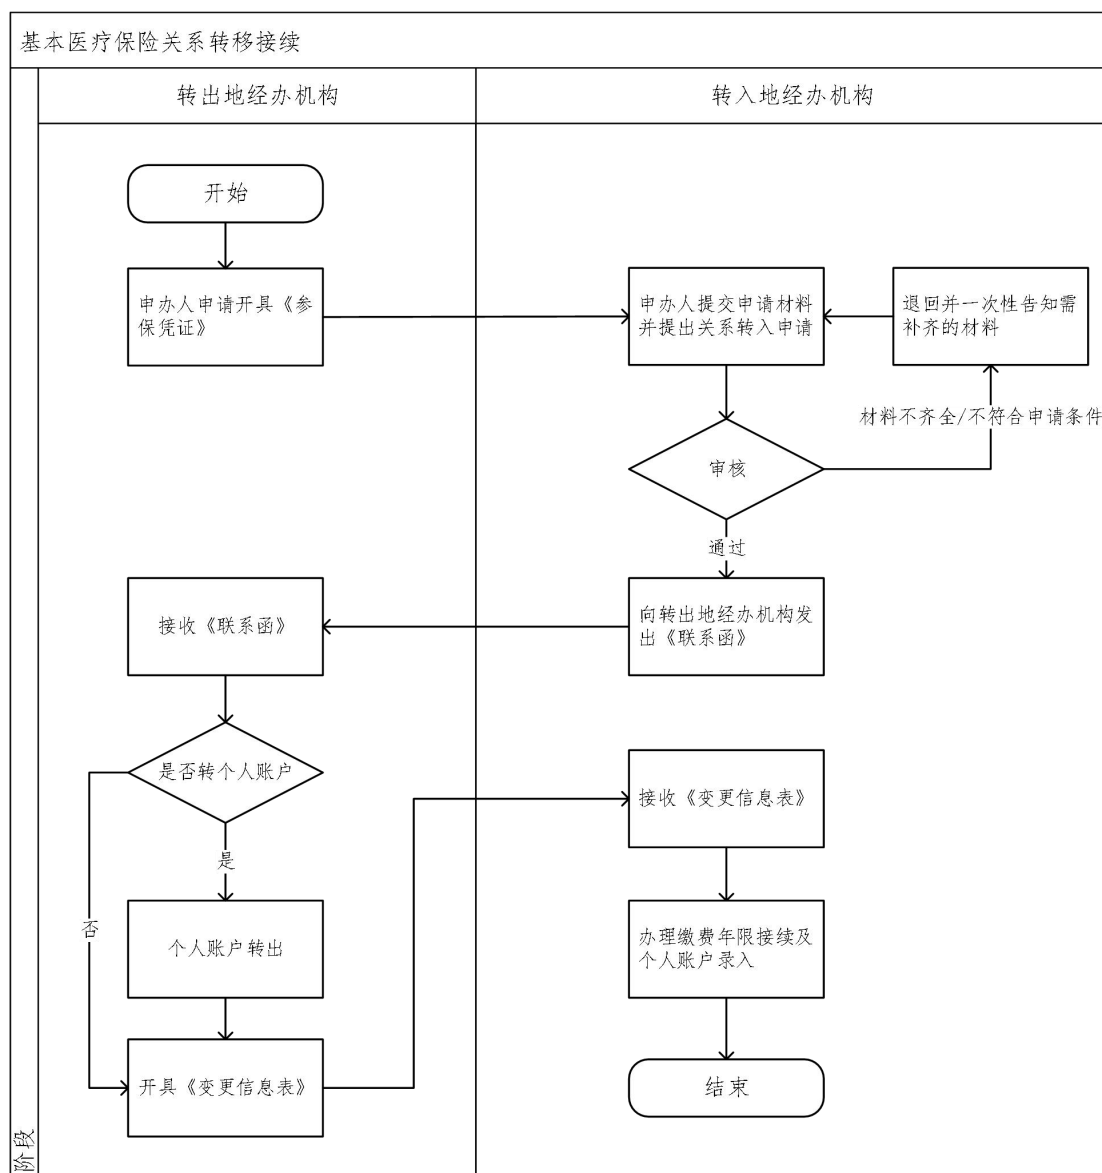 基本医疗保险关系转移接续
转出地经办机构
转入地经办机构
开始
申办人申请开具《参
保凭证》
申办人提交申请材料
并提出关系转入申请
退回并一次性告知需
补齐的材料
材料不齐全/不符合申请条件
审核
通过
接收《联系函》
向转出地经办机构发
出《联系函》
是否转个人账户
接收《变更信息表》
是
否
个人账户转出
办理缴费年限接续及
个人账户录入
开具《变更信息表》
结束
阶段